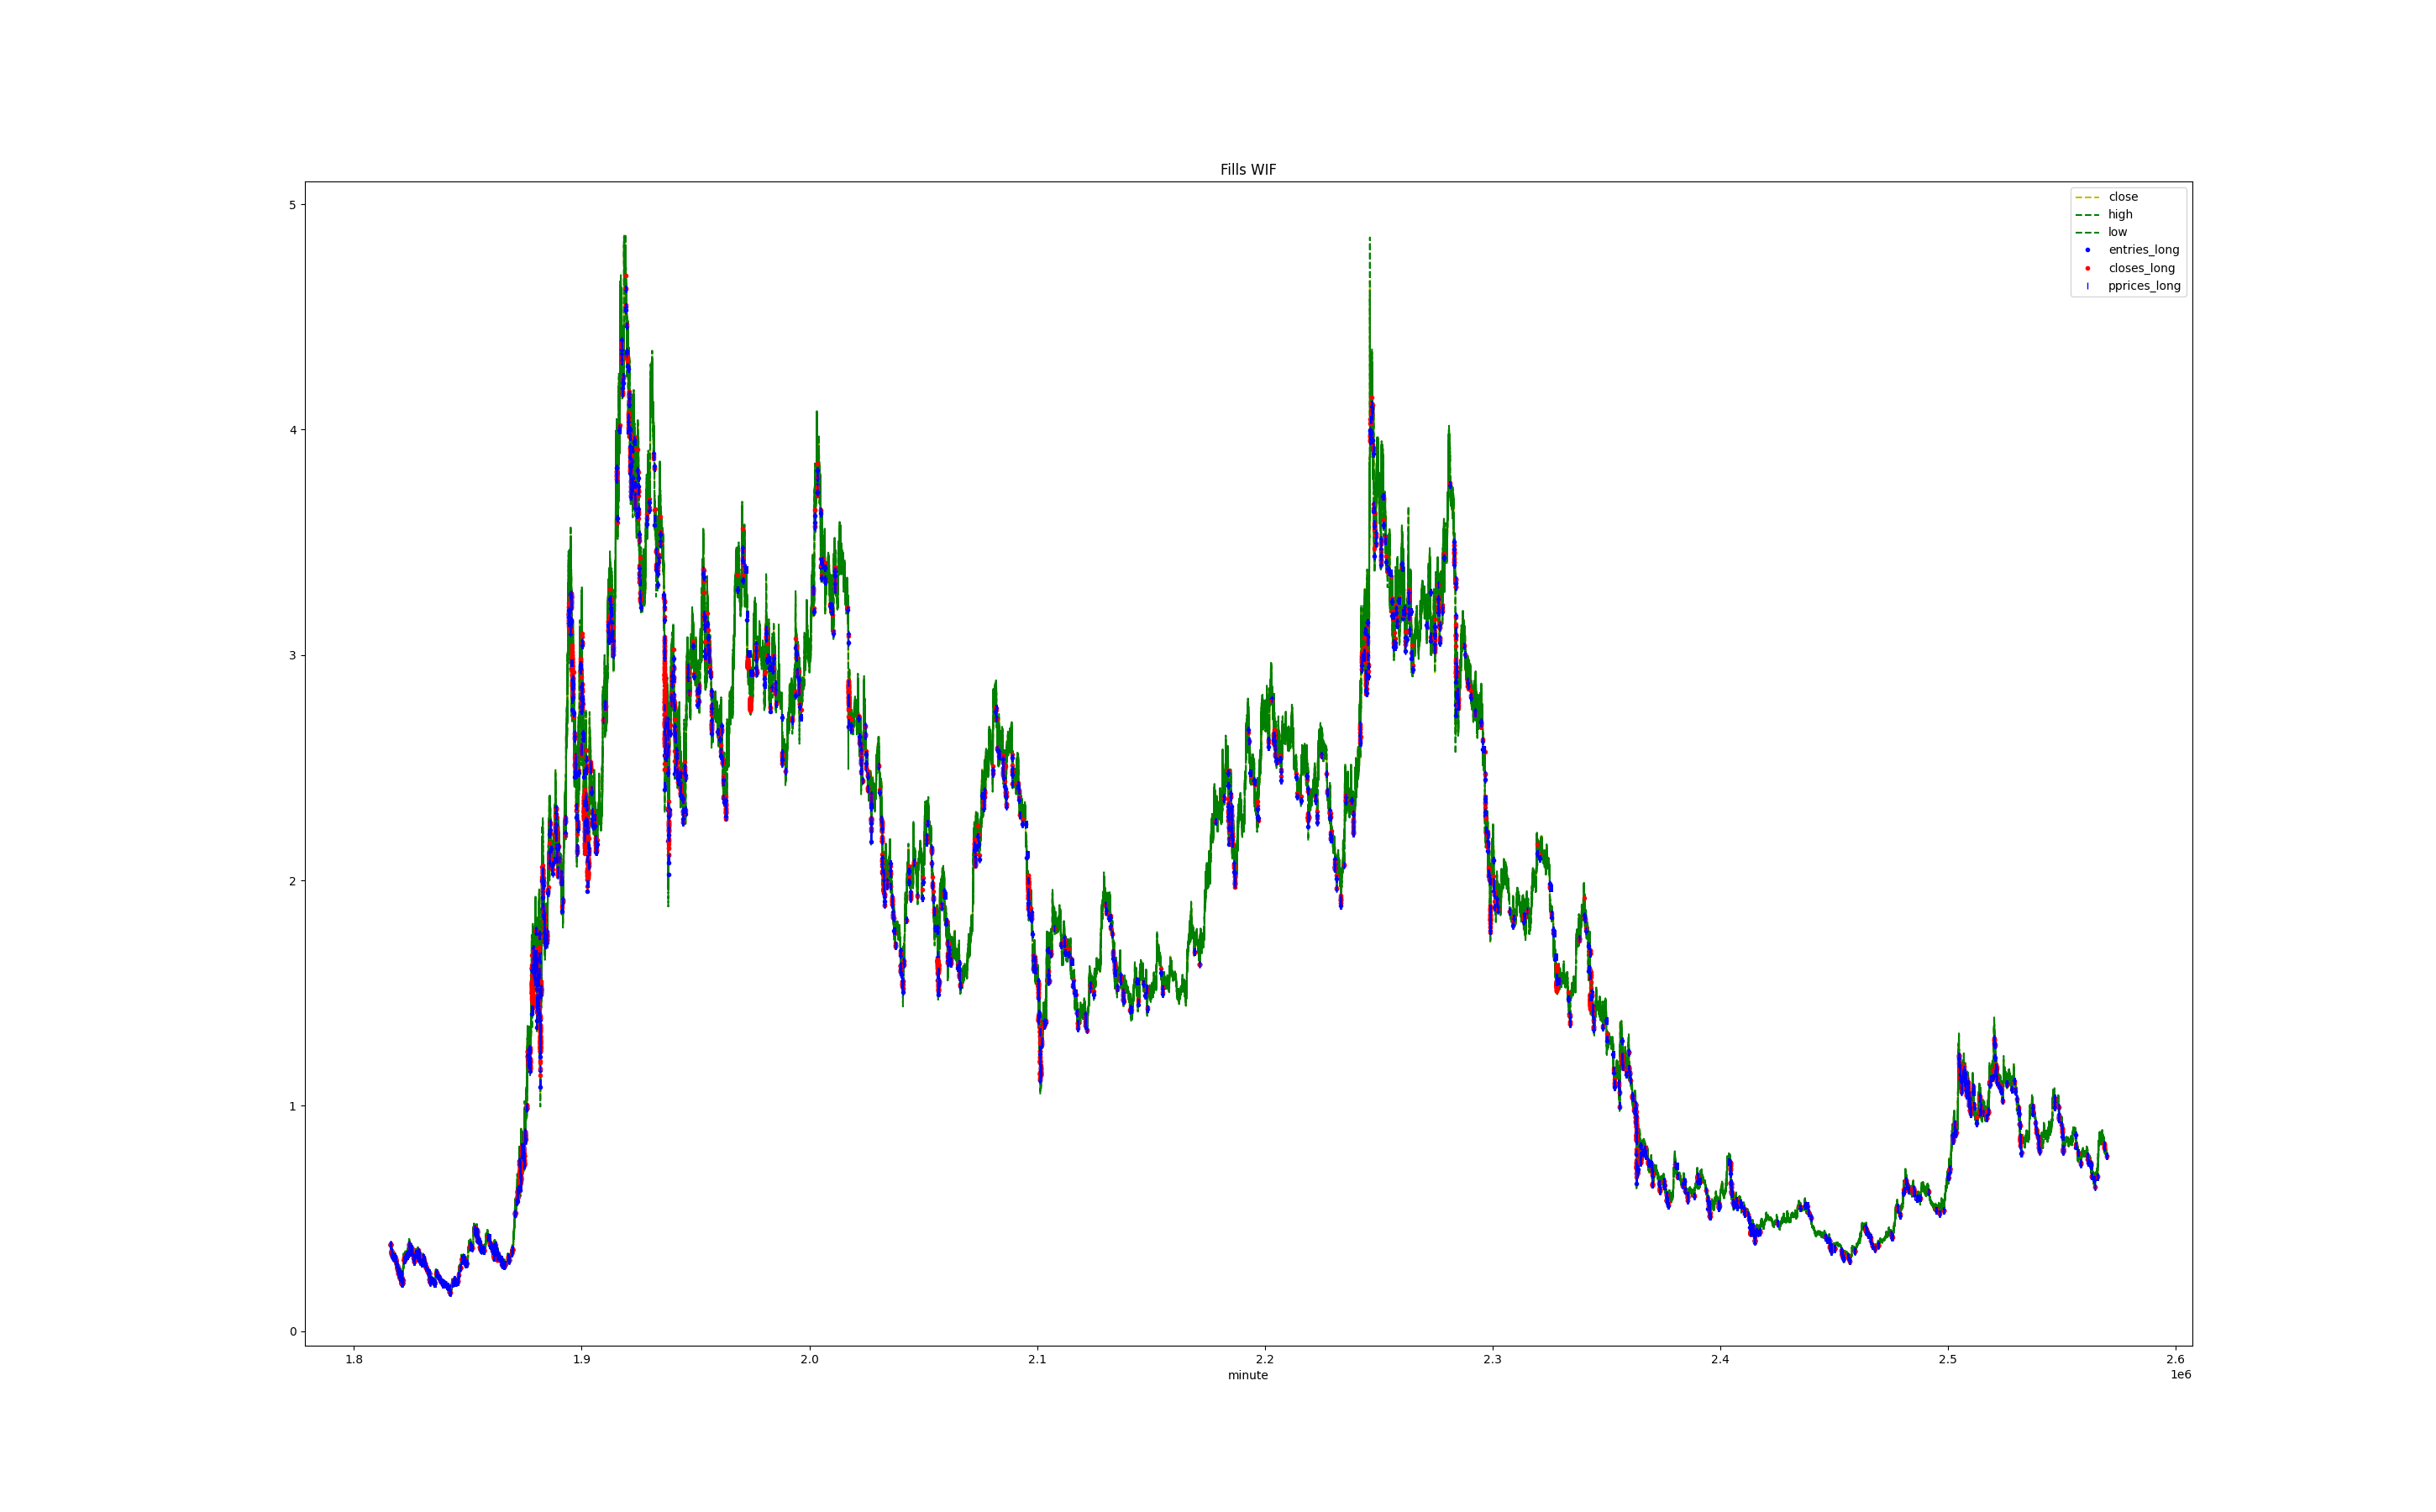 Fills WIF
close
high
low
entries_long
closes_long
pprices_long
5
4
3
2
1
0
1.8 1.9 2.0 2.1 2.2 2.3 2.4 2.5 2.6
minute
1e6